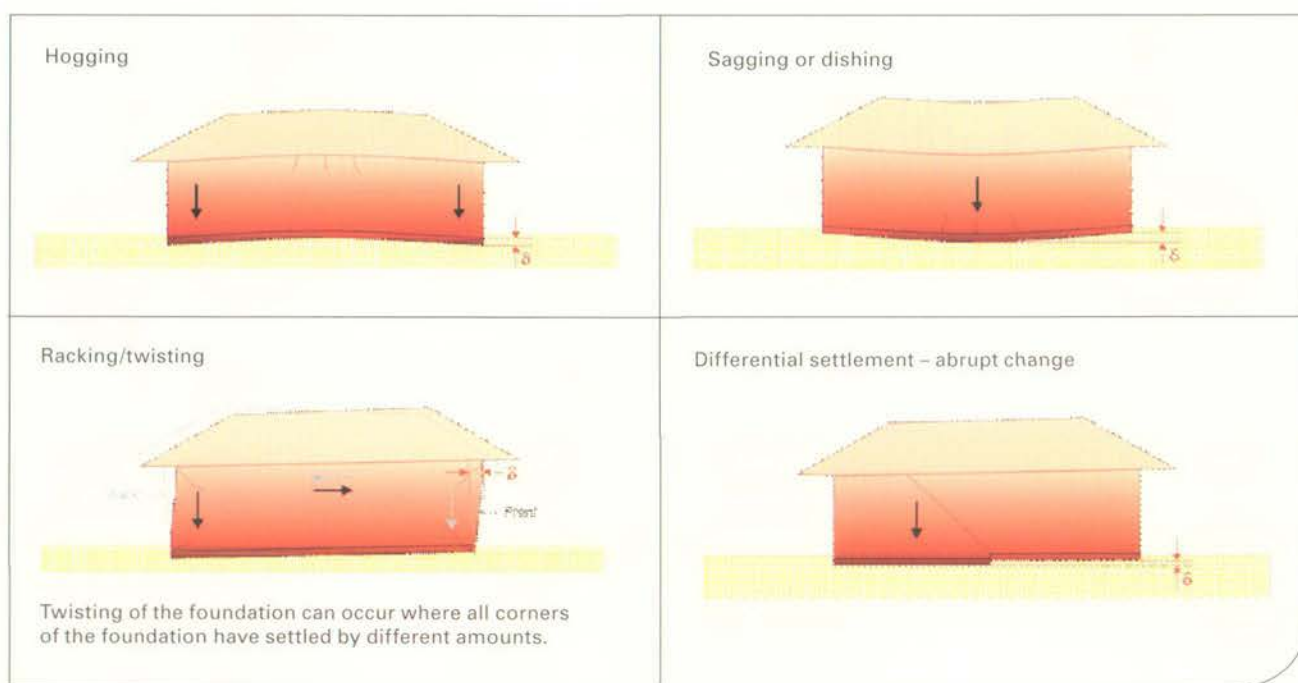 Hogging
δ
Sagging or dishing
δ
Racking/twisting
δ
Front
Twisting of the foundation can occur where all corners
of the foundation have settled by different amounts.
Differential settlement – abrupt change
δ